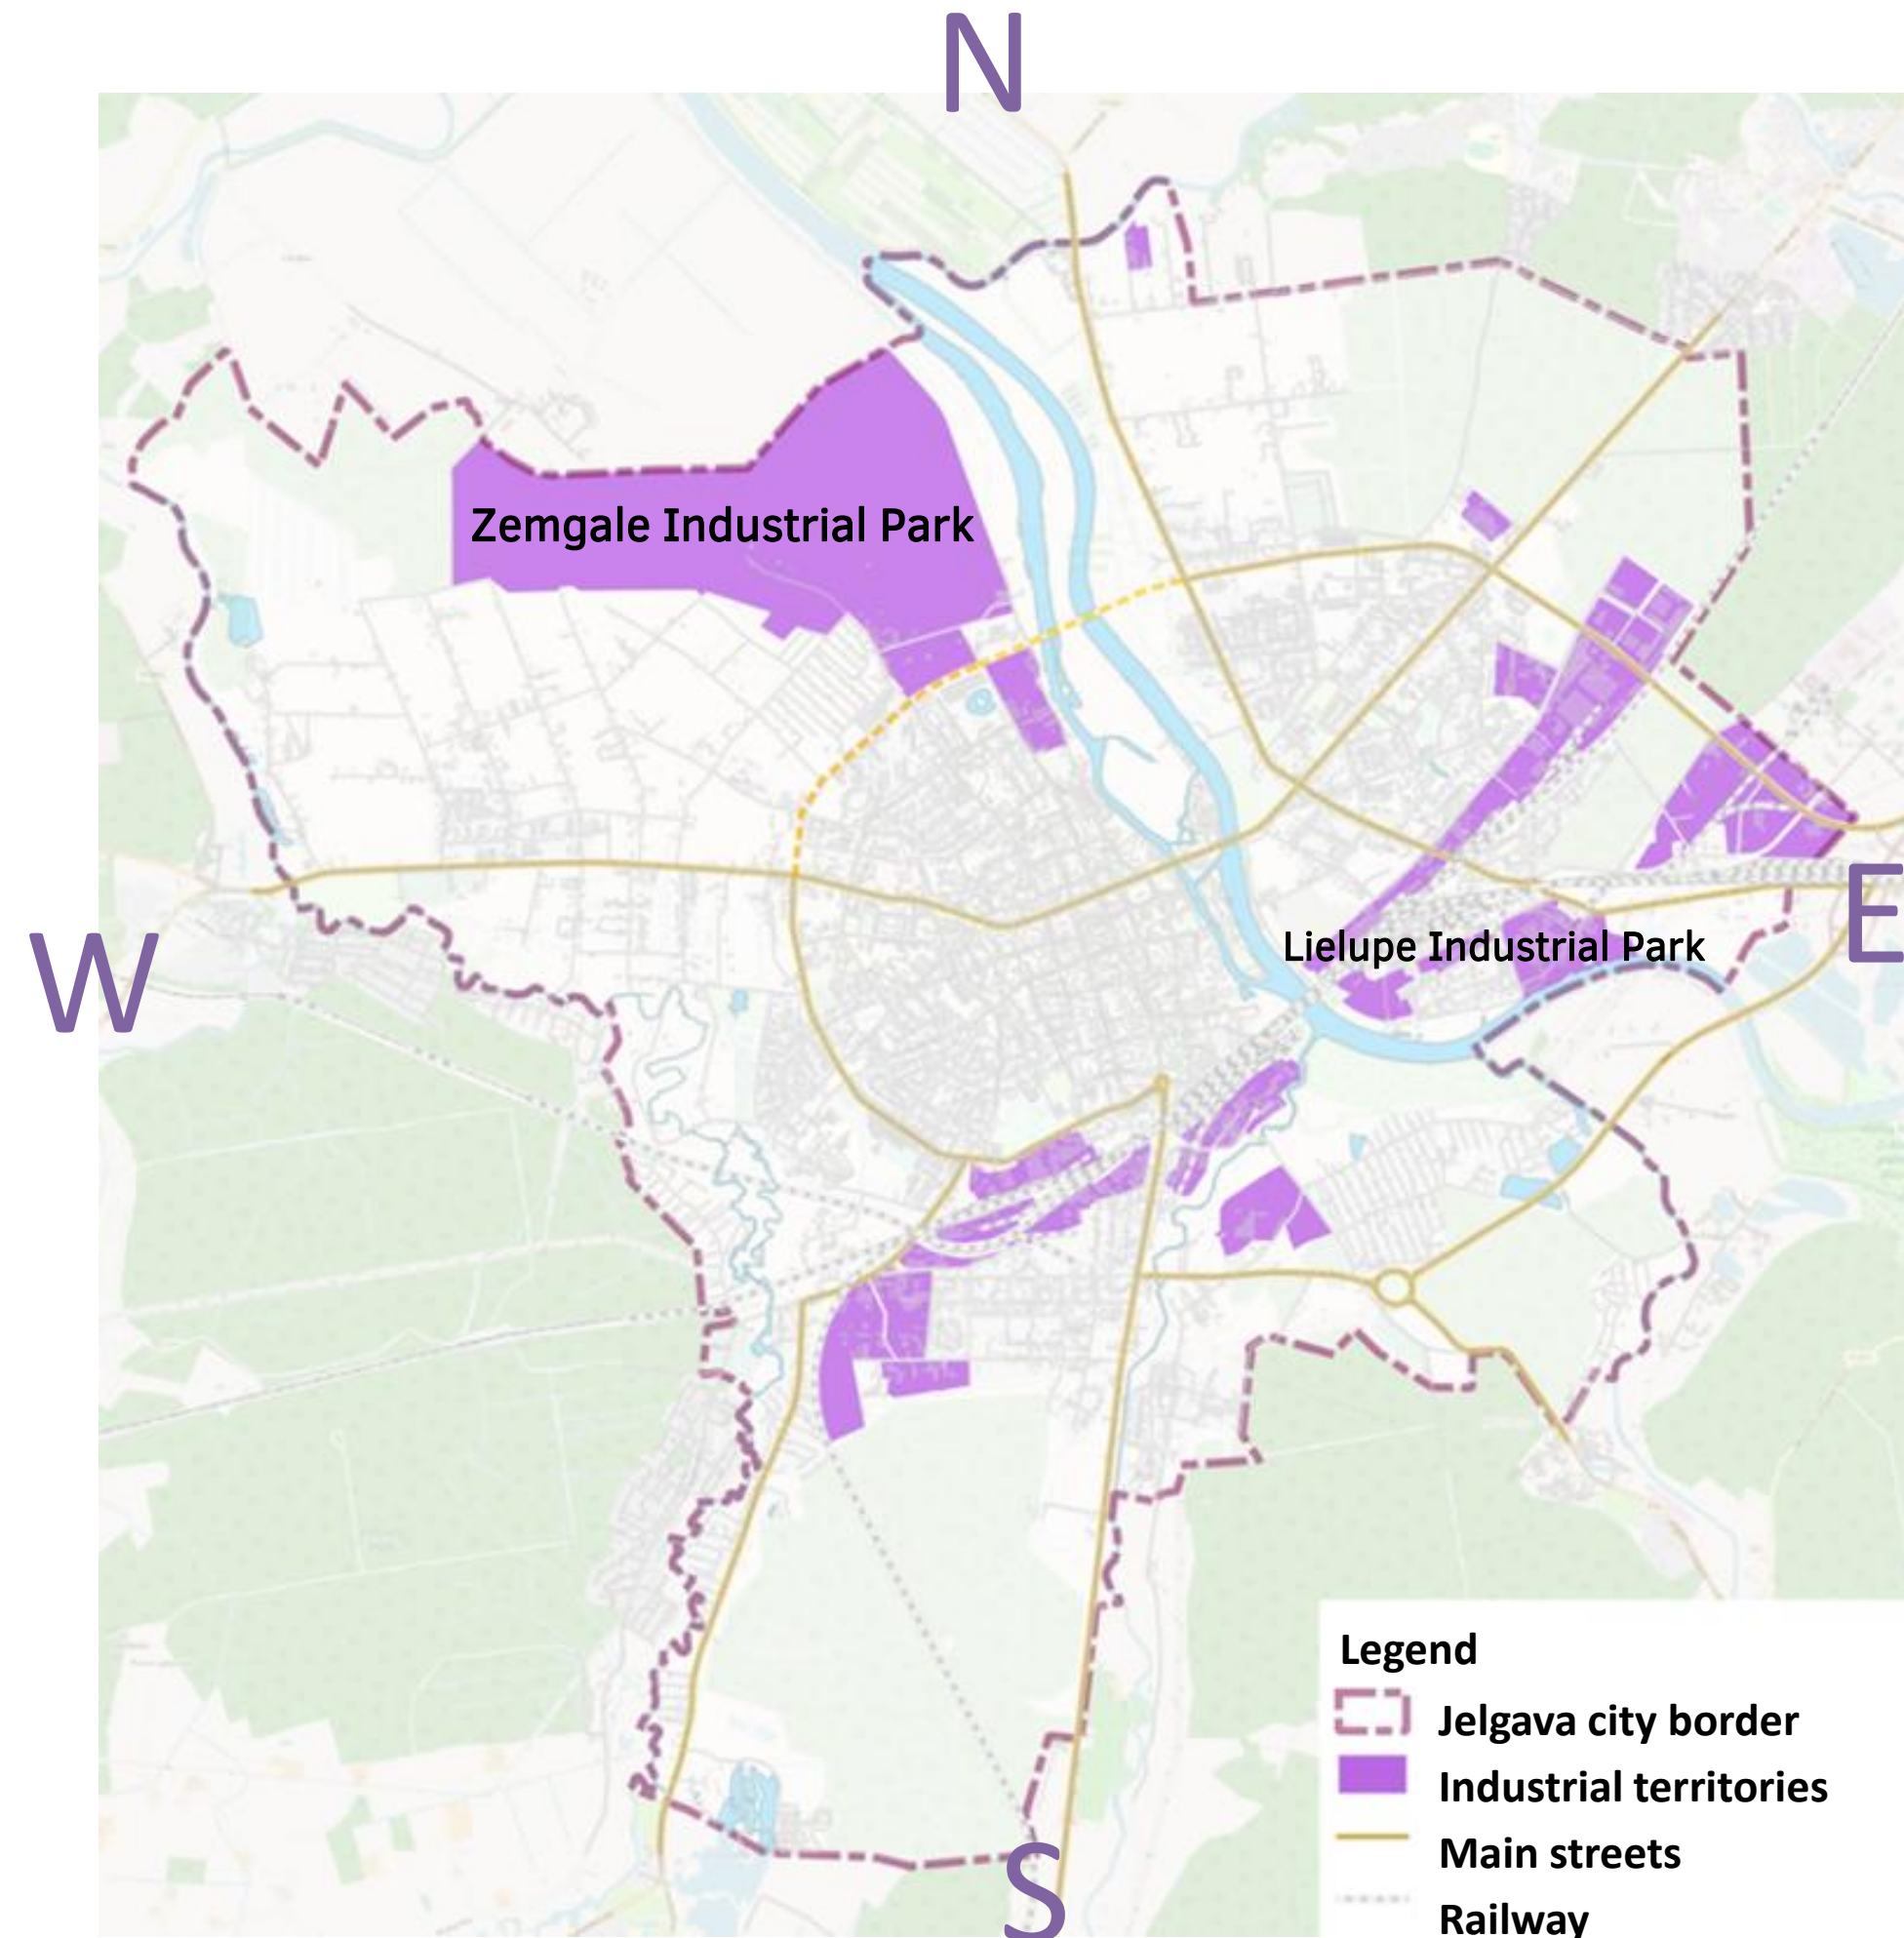 N
Zemgale Industrial Park
Lielupe Industrial Park
W
E
S
Legend
Jelgava city border
Industrial territories
Main streets
Railway